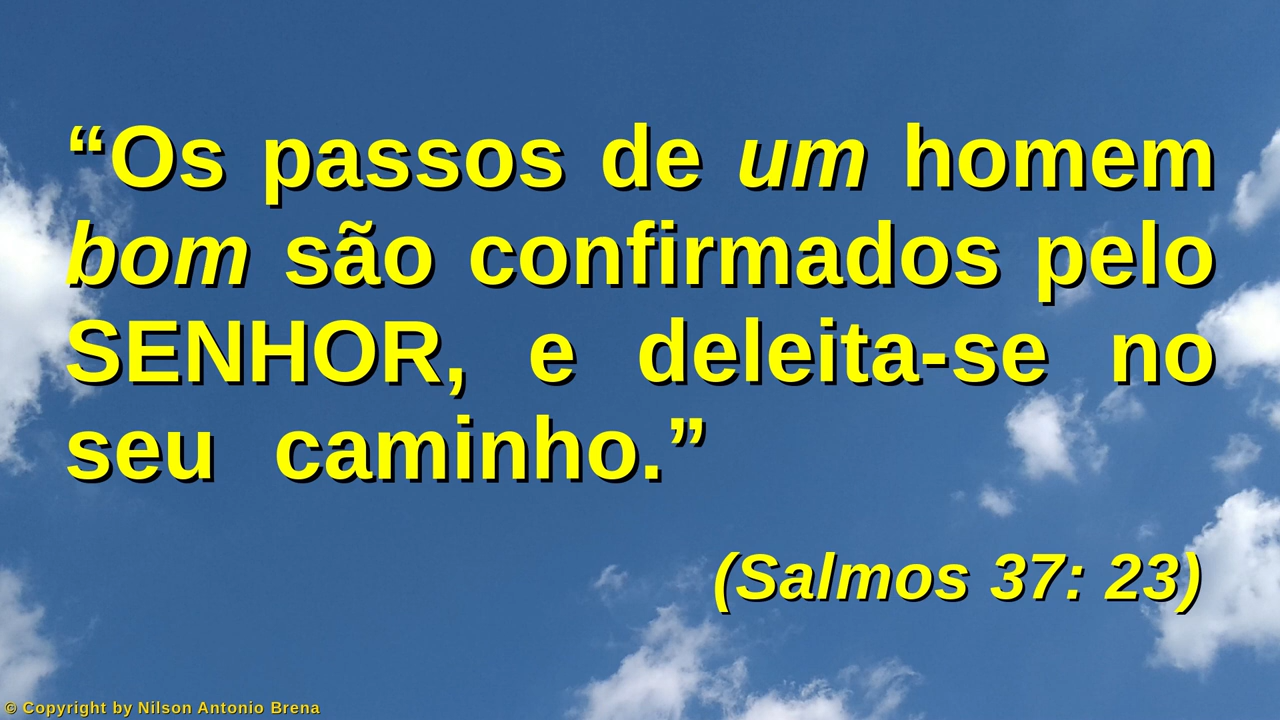 “Os passos de um homem
bom são confirmados pelo
SENHOR, e deleita-se no
seu caminho.”
(Salmos 37: 23)
© Copyright by Nilson Antonio Brena